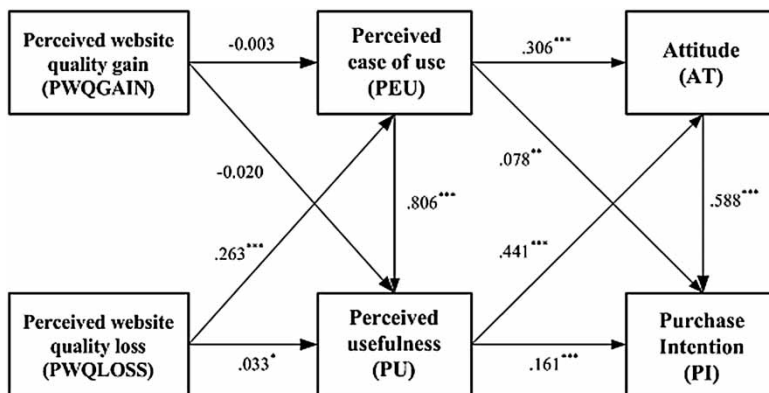 Perceived website
quality gain
(PWQGAIN)
-0.003
Perceived
case of use
(PEU)
.306***
Attitude
(AT)
-0.020
.263***
.806***
.078**
.441***
.588***
Perceived website
quality loss
(PWQLOSS)
.033*
Perceived
usefulness
(PU)
.161***
Purchase
Intention
(PI)